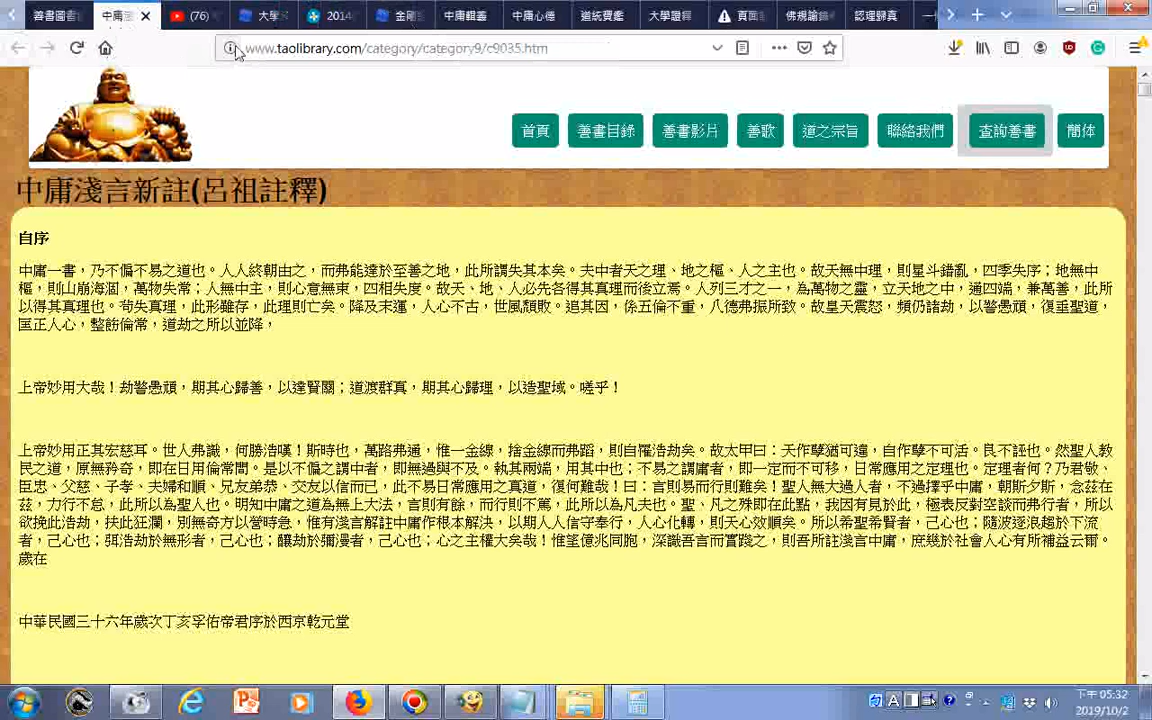 善書圖書
中庸
(76)
大學
2014
金剛
中庸輯義
中庸心德
道統寶鑑
大學證釋
頁面
佛規諭錄
認理歸真
www.taolibrary.com/category/category9/c9035.htm
首頁
善書目錄
善書影片
善歌
道之宗旨
聯絡我們
查詢善書
簡体
中庸淺言新註(呂祖註釋)
自序
中庸一書，乃不偏不易之道也。人人終朝由之，而弗能達於至善之地，此所謂失其本矣。夫中者天之理、地之樞、人之主也。故天無中理，則星斗錯亂，四季失序；地無中
樞，則山崩海涸，萬物失常；人無中主，則心意無束，四相失度。故天、地、人必先各得其真理而後立焉。人列三才之一，為萬物之靈，立天地之中，通四端，兼萬善，此所
以得其真理也。苟失真理，此形雖存，此理則亡矣。降及末運，人心不古，世風頹敗。追其因，係五倫不重，八德弗振所致。故皇天震怒，頻仍諸劫，以警愚頑，復垂聖道，
匡正人心，整飭倫常，道劫之所以並降，
上帝妙用大哉！劫警愚頑，期其心歸善，以達賢關；道渡群真，期其心歸理，以造聖域。嗟乎！
上帝妙用正其宏慈耳。世人弗識，何勝浩嘆！斯時也，萬路弗通，惟一金線，捨金線而弗蹈，則自罹浩劫矣。故太甲曰：天作孽猶可違，自作孽不可活。良不誣也。然聖人教
民之道，原無矜奇，即在日用倫常間。是以不偏之謂中者，即無過與不及。執其兩端，用其中也；不易之謂庸者，即一定而不可移，日常應用之定理也。定理者何？乃君敬、
臣忠、父慈、子孝、夫婦和順、兄友弟恭、交友以信而已，此不易日常應用之真道，復何難哉！曰：言則易而行則難矣！聖人無大過人者，不過擇乎中庸，朝斯夕斯，念茲在
茲，力行不怠，此所以為聖人也。明知中庸之道為無上大法，言則有餘，而行則不篤，此所以為凡夫也。聖、凡之殊即在此點，我因有見於此，極表反對空談而弗行者，所以
欲挽此浩劫，扶此狂瀾，別無奇方以營時急，惟有淺言解註中庸作根本解決，以期人人信守奉行，人心化轉，則天心效順矣。所以希聖希賢者，己心也；隨波逐浪趨於下流
者，己心也；弭浩劫於無形者，己心也；釀劫於彌漫者，己心也；心之主權大矣哉！惟望億兆同胞，深識吾言而實踐之，則吾所註淺言中庸，庶幾於社會人心有所補益云爾。
歲在
中華民國三十六年歲次丁亥孚佑帝君序於西京乾元堂
下午 05:32
2019/10/2